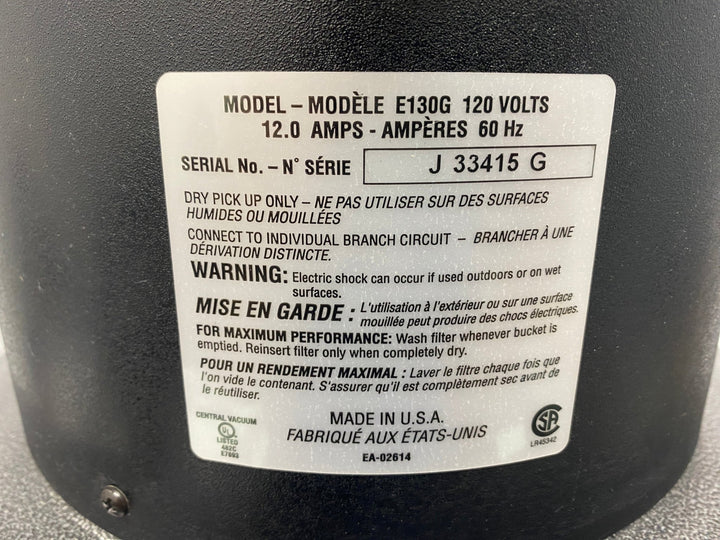 MODEL – MODÈLE E130G 120 VOLTS
12.0 AMPS - AMPÈRES 60 Hz
SERIAL No. – N° SÉRIE J 33415 G
DRY PICK UP ONLY – NE PAS UTILISER SUR DES SURFACES
HUMIDES OU MOUILLÉES
CONNECT TO INDIVIDUAL BRANCH CIRCUIT – BRANCHER À UNE
DÉRIVATION DISTINCTE.
WARNING: Electric shock can occur if used outdoors or on wet
surfaces.
MISE EN GARDE : L'utilisation à l'extérieur ou sur une surface
mouillée peut produire des chocs électriques.
FOR MAXIMUM PERFORMANCE: Wash filter whenever bucket is
emptied. Reinsert filter only when completely dry.
POUR UN RENDEMENT MAXIMAL : Laver le filtre chaque fois que
l'on vide le contenant. S'assurer qu'il est complètement sec avant de
le réutiliser.
CENTRAL VACUUM
UL
LISTED
482C
E7693
MADE IN U.S.A.
FABRIQUÉ AUX ÉTATS-UNIS
EA-02614
SA
LR45342